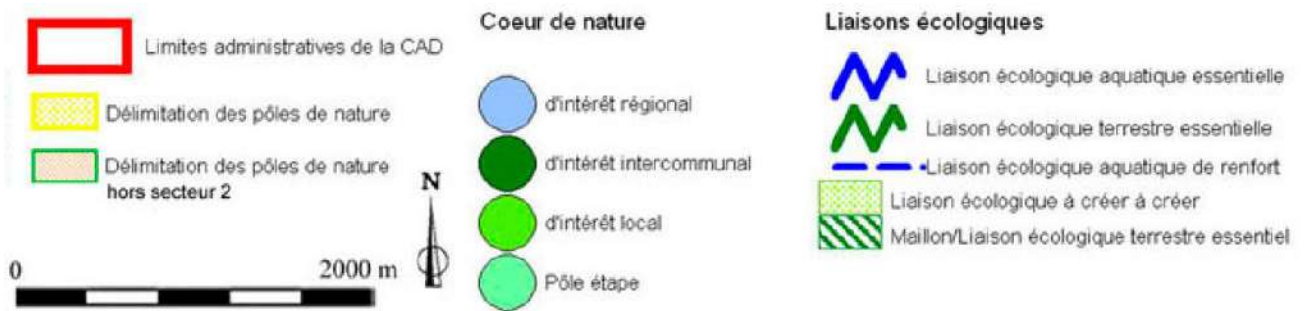 Limites administratives de la CAD
Délimitation des pôles de nature
Délimitation des pôles de nature
hors secteur 2
N
0 2000 m
Coeur de nature
d'intérêt régional
d'intérêt intercommunal
d'intérêt local
Pôle étape
Liaisons écologiques
Liaison écologique aquatique essentielle
Liaison écologique terrestre essentielle
Liaison écologique aquatique de renfort
Liaison écologique à créer à créer
Maillon/Liaison écologique terrestre essentiel